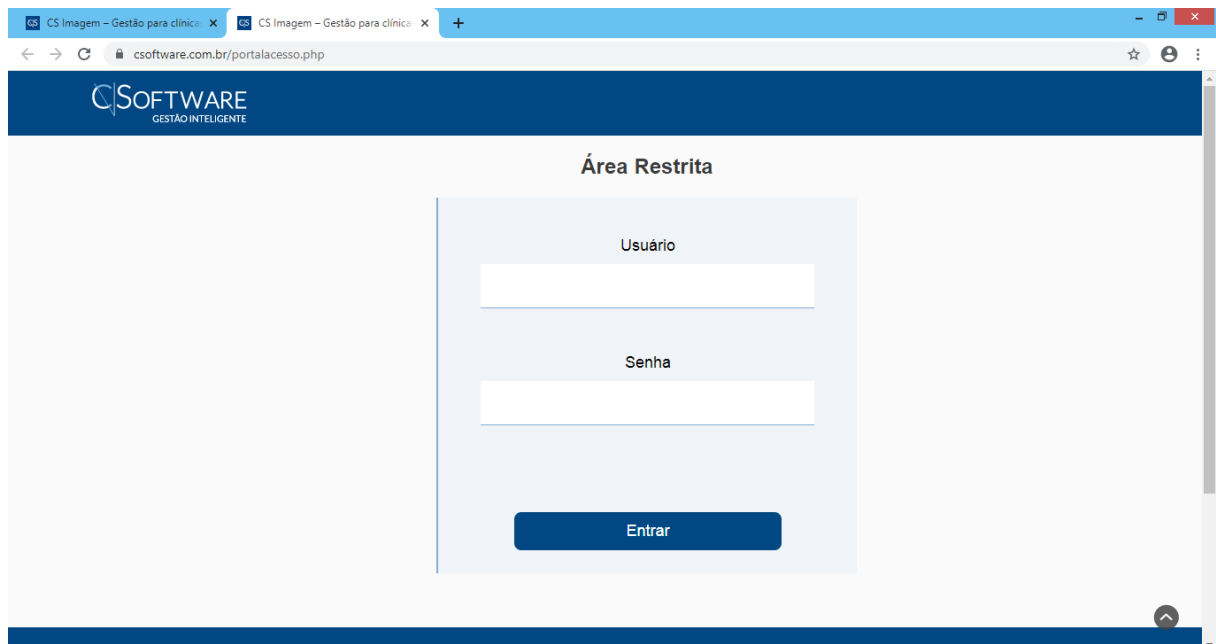 CS Imagem – Gestão para clínica
CS Imagem – Gestão para clínica
csoftware.com.br/portalacesso.php
CSOFTWARE
GESTÃO INTELIGENTE
Área Restrita
Usuário
Senha
Entrar